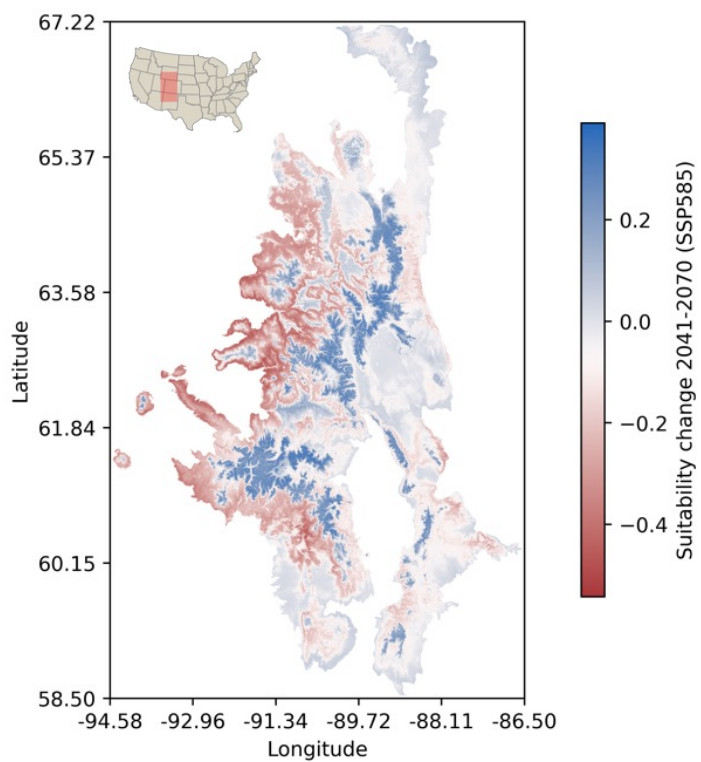 67.22
65.37
63.58
61.84
60.15
58.50
Latitude
-94.58 -92.96 -91.34 -89.72 -88.11 -86.50
Longitude
0.2
0.0
−0.2
−0.4
Suitability change 2041-2070 (SSP585)